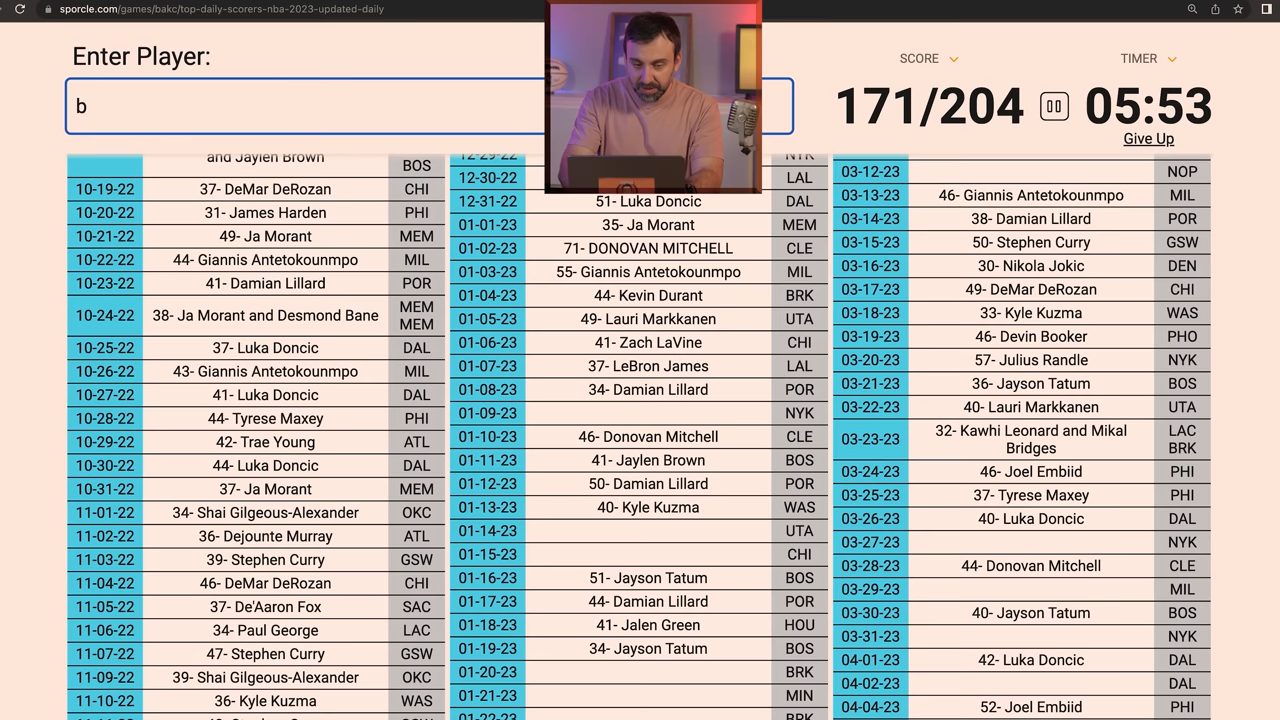 sporcle.com/games/bakc/top-daily-scorers-nba-2023-updated-daily
Enter Player:
b
SCORE
TIMER
171/204
05:53
Give Up
and Jaylen Brown BOS
10-19-22 37- DeMar DeRozan CHI
10-20-22 31- James Harden PHI
10-21-22 49- Ja Morant MEM
10-22-22 44- Giannis Antetokounmpo MIL
10-23-22 41- Damian Lillard POR
10-24-22 38- Ja Morant and Desmond Bane MEM
MEM
10-25-22 37- Luka Doncic DAL
10-26-22 43- Giannis Antetokounmpo MIL
10-27-22 41- Luka Doncic DAL
10-28-22 44- Tyrese Maxey PHI
10-29-22 42- Trae Young ATL
10-30-22 44- Luka Doncic DAL
10-31-22 37- Ja Morant MEM
11-01-22 34- Shai Gilgeous-Alexander OKC
11-02-22 36- Dejounte Murray ATL
11-03-22 39- Stephen Curry GSW
11-04-22 46- DeMar DeRozan CHI
11-05-22 37- De'Aaron Fox SAC
11-06-22 34- Paul George LAC
11-07-22 47- Stephen Curry GSW
11-09-22 39- Shai Gilgeous-Alexander OKC
11-10-22 36- Kyle Kuzma WAS
12-29-22 NYK
12-30-22 LAL
12-31-22 51- Luka Doncic DAL
01-01-23 35- Ja Morant MEM
01-02-23 71- DONOVAN MITCHELL CLE
01-03-23 55- Giannis Antetokounmpo MIL
01-04-23 44- Kevin Durant BRK
01-05-23 49- Lauri Markkanen UTA
01-06-23 41- Zach LaVine CHI
01-07-23 37- LeBron James LAL
01-08-23 34- Damian Lillard POR
01-09-23 NYK
01-10-23 46- Donovan Mitchell CLE
01-11-23 41- Jaylen Brown BOS
01-12-23 50- Damian Lillard POR
01-13-23 40- Kyle Kuzma WAS
01-14-23 UTA
01-15-23 CHI
01-16-23 51- Jayson Tatum BOS
01-17-23 44- Damian Lillard POR
01-18-23 41- Jalen Green HOU
01-19-23 34- Jayson Tatum BOS
01-20-23 BRK
01-21-23 MIN
01-22-23 BRK
03-12-23 NOP
03-13-23 46- Giannis Antetokounmpo MIL
03-14-23 38- Damian Lillard POR
03-15-23 50- Stephen Curry GSW
03-16-23 30- Nikola Jokic DEN
03-17-23 49- DeMar DeRozan CHI
03-18-23 33- Kyle Kuzma WAS
03-19-23 46- Devin Booker PHO
03-20-23 57- Julius Randle NYK
03-21-23 36- Jayson Tatum BOS
03-22-23 40- Lauri Markkanen UTA
03-23-23 32- Kawhi Leonard and Mikal LAC
Bridges BRK
03-24-23 46- Joel Embiid PHI
03-25-23 37- Tyrese Maxey PHI
03-26-23 40- Luka Doncic DAL
03-27-23 NYK
03-28-23 44- Donovan Mitchell CLE
03-29-23 MIL
03-30-23 40- Jayson Tatum BOS
03-31-23 NYK
04-01-23 42- Luka Doncic DAL
04-02-23 DAL
04-04-23 52- Joel Embiid PHI